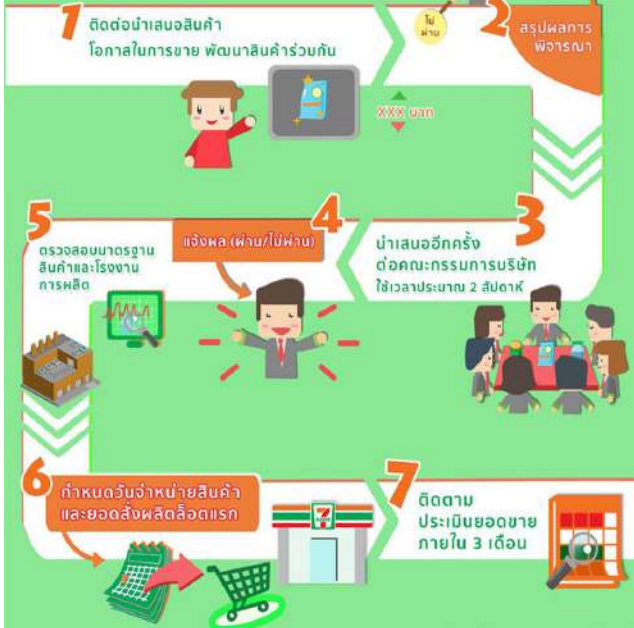 1 ติดต่อนำเสนอสินค้า
โอกาสในการขาย พัฒนาสินค้าร่วมกัน
ไม่
ผ่าน
2 สรุปผลการ
พิจารณา
XXX บาท
3
นำเสนออีกครั้ง
ต่อคณะกรรมการบริษัท
ใช้เวลาประมาณ 2 สัปดาห์
4
แจ้งผล (ผ่าน/ไม่ผ่าน)
5
ตรวจสอบมาตรฐาน
สินค้าและโรงงาน
การผลิต
6
กำหนดวันจำหน่ายสินค้า
และยอดสั่งผลิตล็อตแรก
7
7
ติดตาม
ประเมินยอดขาย
ภายใน 3 เดือน